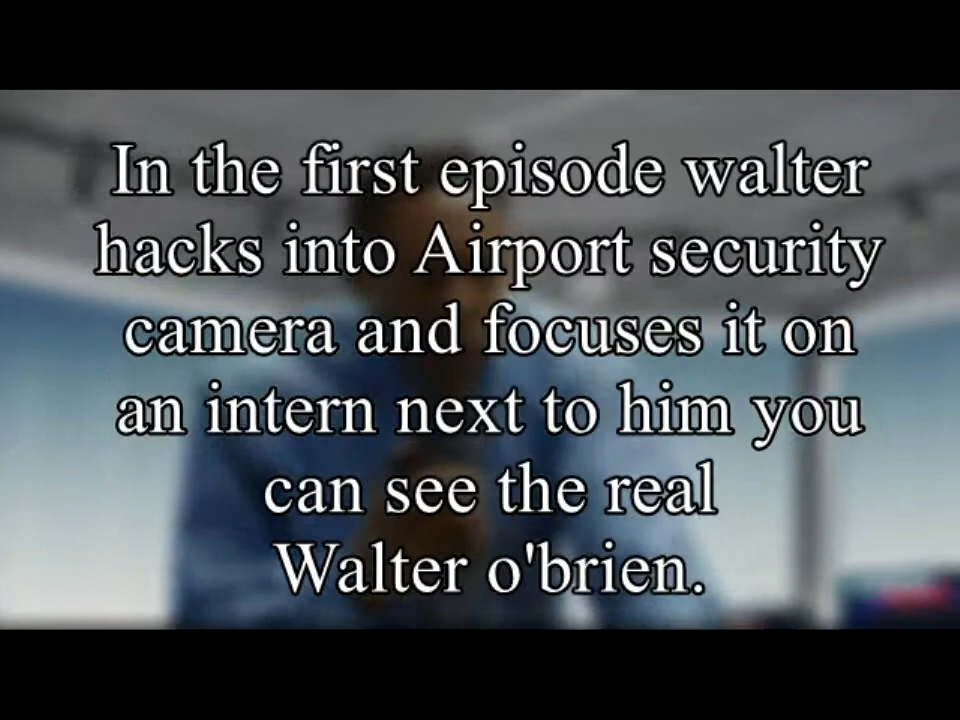 In the first episode walter
hacks into Airport security
camera and focuses it on
an intern next to him you
can see the real
Walter o'brien.